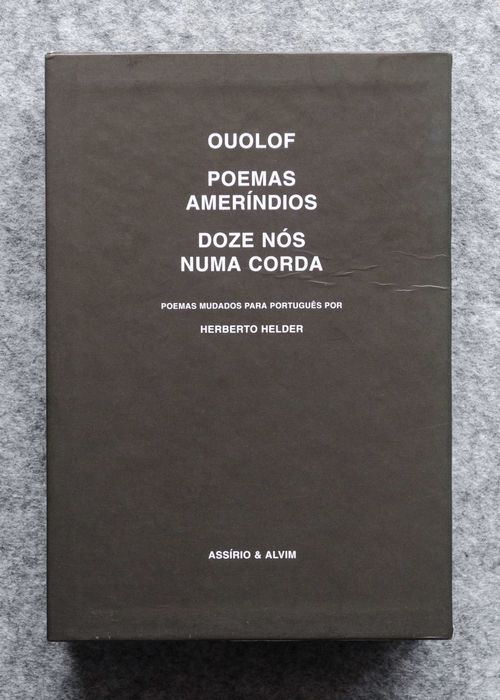 OUOLOF
POEMAS
AMERÍNDIOS
DOZE NÓS
NUMA CORDA
POEMAS MUDADOS PARA PORTUGUÊS POR
HERBERTO HELDER
ASSÍRIO & ALVIM